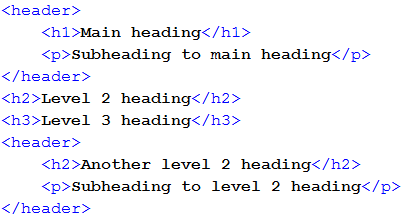 <header>
<h1>Main heading</h1>
<p>Subheading to main heading</p>
</header>
<h2>Level 2 heading</h2>
<h3>Level 3 heading</h3>
<header>
<h2>Another level 2 heading</h2>
<p>Subheading to level 2 heading</p>
</header>